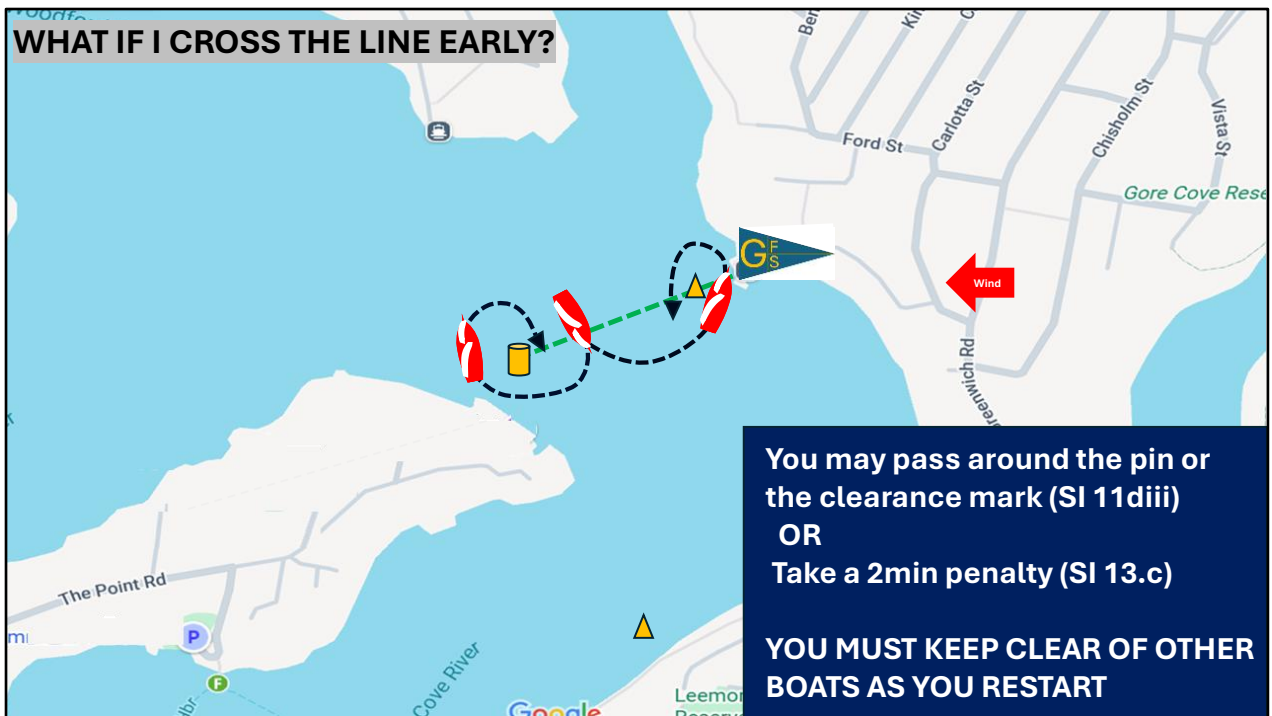 WHAT IF I CROSS THE LINE EARLY?
Ford St
Carlotta St
Chisholm St
Vista St
Gore Cove Rese
G F S
Wind
Greenwich Rd
You may pass around the pin or
the clearance mark (SI 11diii)
OR
Take a 2min penalty (SI 13.c)
YOU MUST KEEP CLEAR OF OTHER
BOATS AS YOU RESTART
The Point Rd
P
F
Cove River
Google